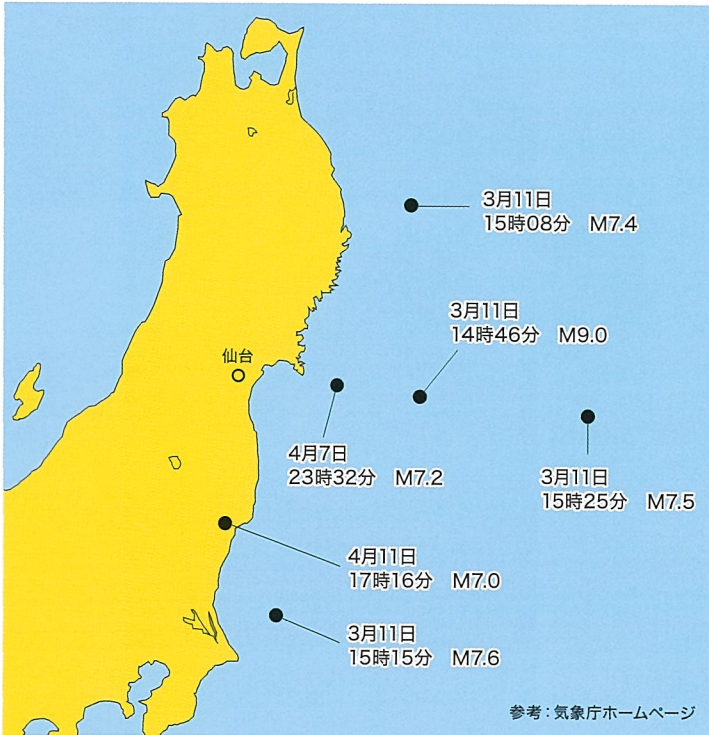 3月11日
15時08分 M7.4
3月11日
14時46分 M9.0
仙台
4月7日
23時32分 M7.2
3月11日
15時25分 M7.5
4月11日
17時16分 M7.0
3月11日
15時15分 M7.6
参考：気象庁ホームページ